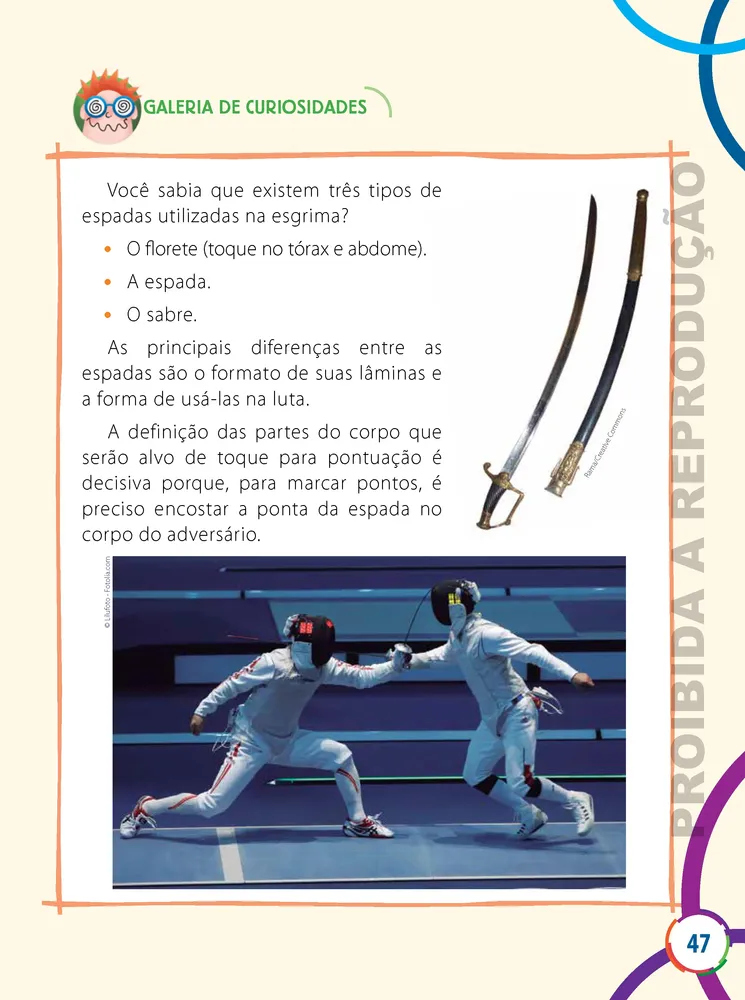 GALERIA DE CURIOSIDADES
Você sabia que existem três tipos de
espadas utilizadas na esgrima?
• O florete (toque no tórax e abdome).
• A espada.
• O sabre.
As principais diferenças entre as
espadas são o formato de suas lâminas e
a forma de usá-las na luta.
A definição das partes do corpo que
serão alvo de toque para pontuação é
decisiva porque, para marcar pontos, é
preciso encostar a ponta da espada no
corpo do adversário.
Rama/Creative Commons
© Lilufoto - Fotolia.com
PROIBIDA A REPRODUÇÃO
47